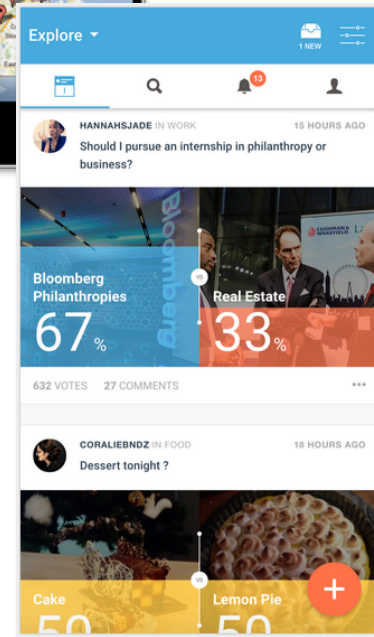 Explore
1 NEW
13
HANNAHSJADE IN WORK
15 HOURS AGO
Should I pursue an internship in philanthropy or
business?
Bloomberg
CUSHMAN &
WAKEFIELD
VS
Bloomberg
Philanthropies
Real Estate
67%
33%
632 VOTES 27 COMMENTS
CORALIEBNDZ IN FOOD
18 HOURS AGO
Dessert tonight ?
VS
Cake
Lemon Pie
50
50